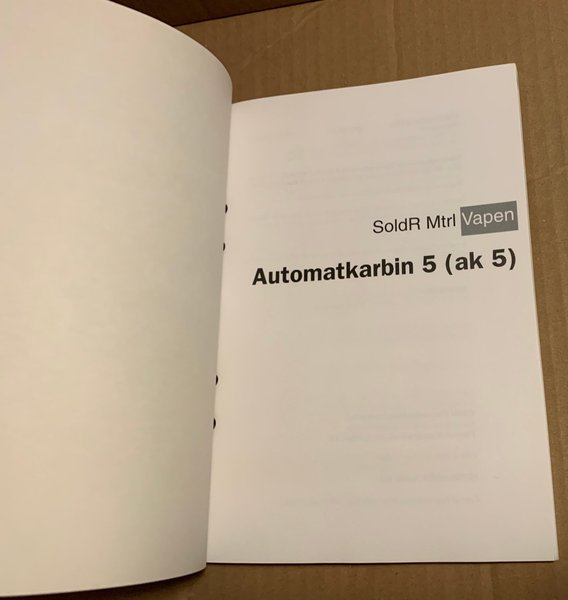 SoldR Mtrl Vapen
Automatkarbin 5 (ak 5)